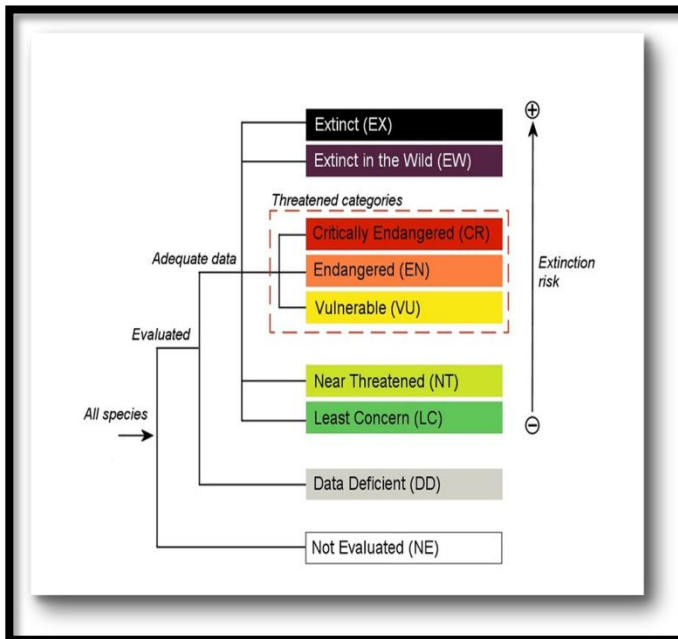 Extinct (EX)
Extinct in the Wild (EW)
Threatened categories
Critically Endangered (CR)
Adequate data
Endangered (EN)
Extinction
risk
Vulnerable (VU)
Evaluated
Near Threatened (NT)
All species
Least Concern (LC)
Data Deficient (DD)
Not Evaluated (NE)